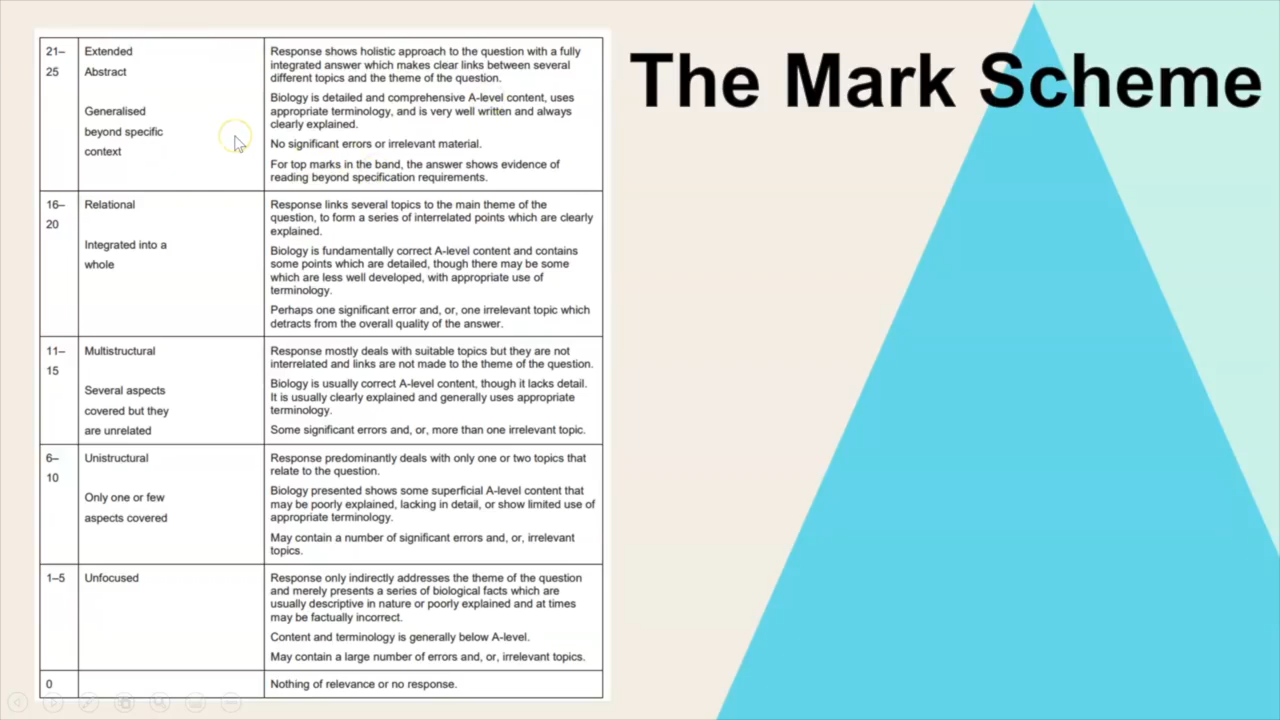 The Mark Scheme
21–
25
Extended
Abstract
Generalised
beyond specific
context
Response shows holistic approach to the question with a fully
integrated answer which makes clear links between several
different topics and the theme of the question.
Biology is detailed and comprehensive A-level content, uses
appropriate terminology, and is very well written and always
clearly explained.
No significant errors or irrelevant material.
For top marks in the band, the answer shows evidence of
reading beyond specification requirements.
16–
20
Relational
Integrated into a
whole
Response links several topics to the main theme of the
question, to form a series of interrelated points which are clearly
explained.
Biology is fundamentally correct A-level content and contains
some points which are detailed, though there may be some
which are less well developed, with appropriate use of
terminology.
Perhaps one significant error and, or, one irrelevant topic which
detracts from the overall quality of the answer.
11–
15
Multistructural
Several aspects
covered but they
are unrelated
Response mostly deals with suitable topics but they are not
interrelated and links are not made to the theme of the question.
Biology is usually correct A-level content, though it lacks detail.
It is usually clearly explained and generally uses appropriate
terminology.
Some significant errors and, or, more than one irrelevant topic.
6–
10
Unistructural
Only one or few
aspects covered
Response predominantly deals with only one or two topics that
relate to the question.
Biology presented shows some superficial A-level content that
may be poorly explained, lacking in detail, or show limited use of
appropriate terminology.
May contain a number of significant errors and, or, irrelevant
topics.
1–5
Unfocused
Response only indirectly addresses the theme of the question
and merely presents a series of biological facts which are
usually descriptive in nature or poorly explained and at times
may be factually incorrect.
Content and terminology is generally below A-level.
May contain a large number of errors and, or, irrelevant topics.
0
Nothing of relevance or no response.